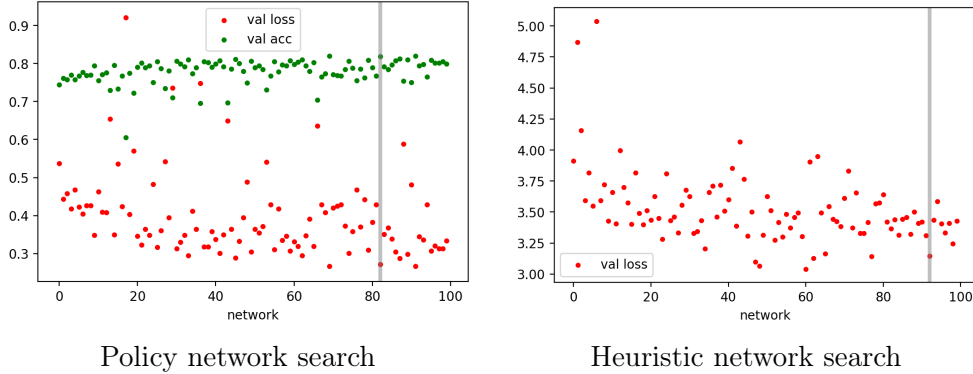 0.9
0.8
0.7
0.6
0.5
0.4
0.3
val loss
val acc
0 20 40 60 80 100
network
Policy network search
5.00
4.75
4.50
4.25
4.00
3.75
3.50
3.25
3.00
val loss
0 20 40 60 80 100
network
Heuristic network search